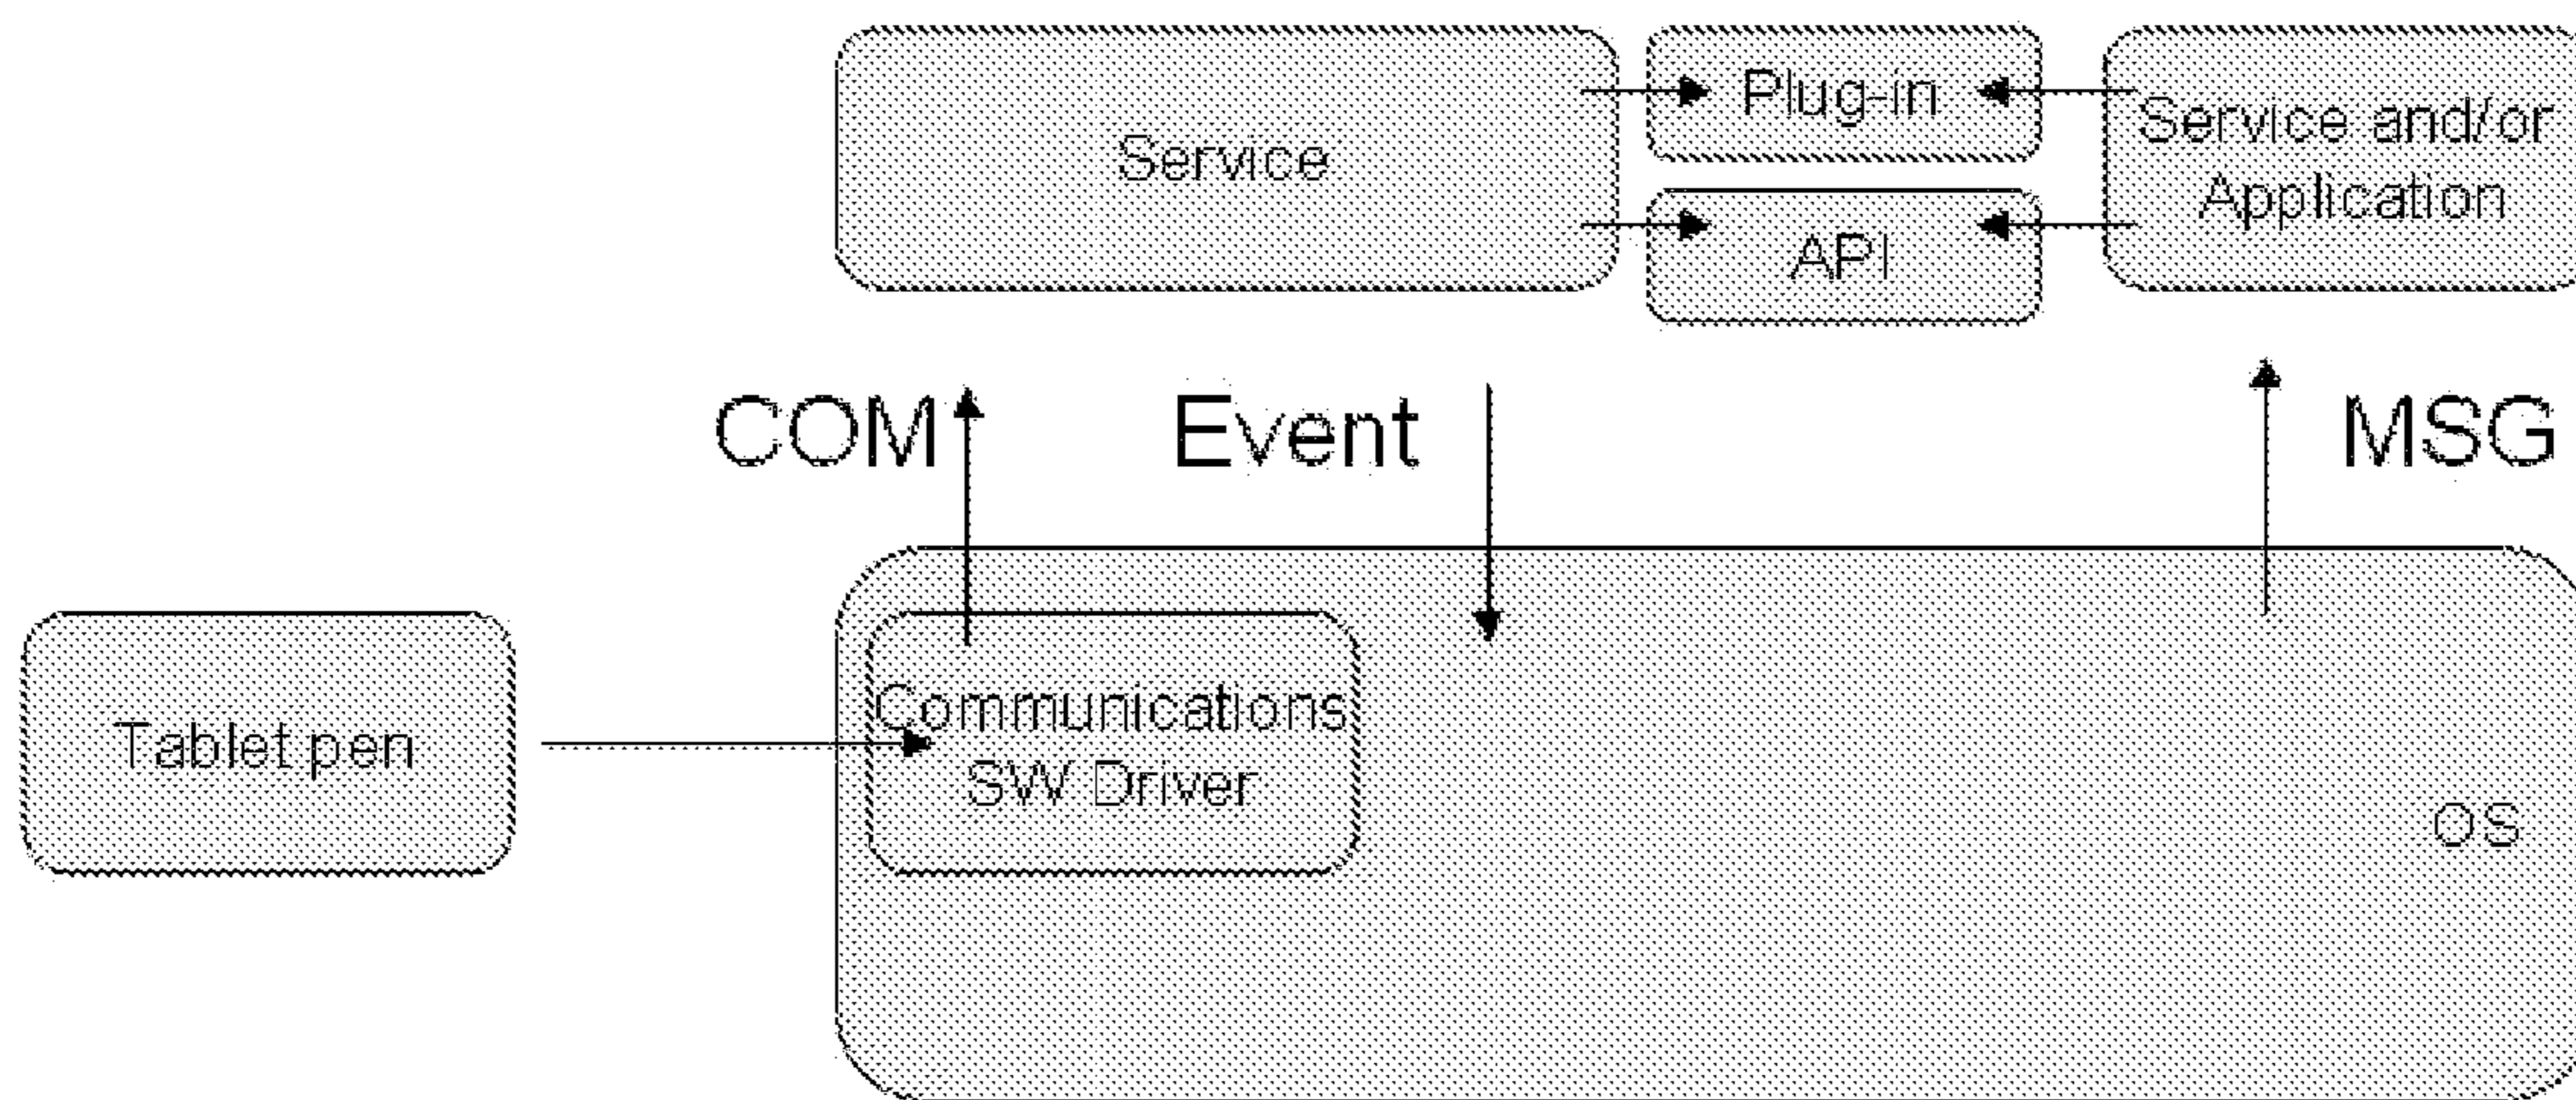 Service
Plug-in
API
Service and/or
Application
COM
Event
MSG
Tablet pen
Communications
SW Driver
OS